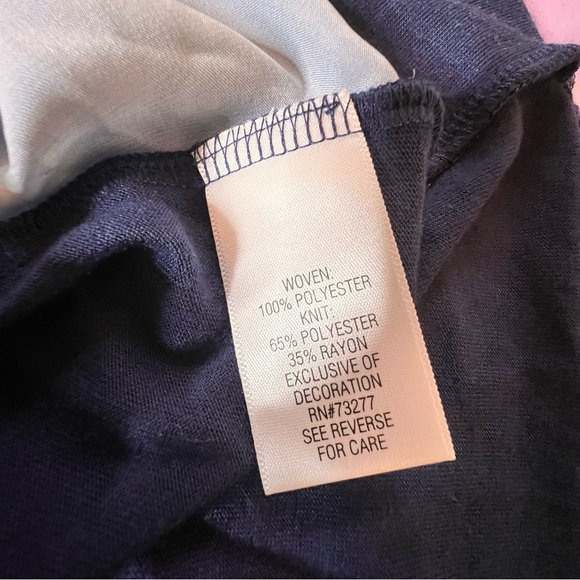 WOVEN:
100% POLYESTER
KNIT:
65% POLYESTER
35% RAYON
EXCLUSIVE OF
DECORATION
RN#73277
SEE REVERSE
FOR CARE